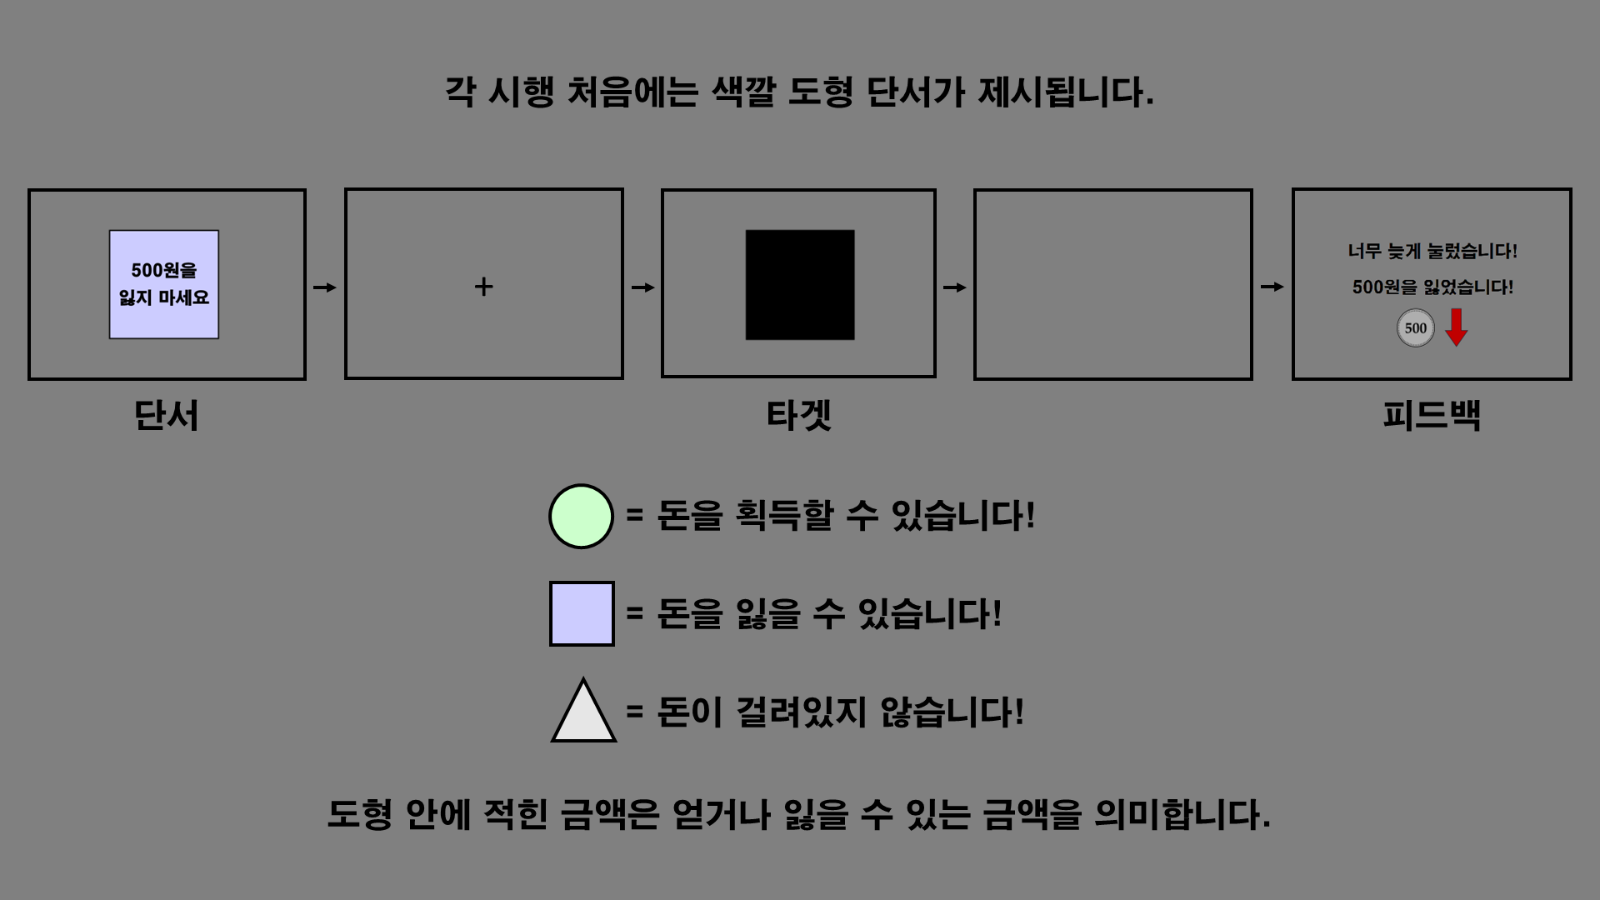 각 시행 처음에는 색깔 도형 단서가 제시됩니다.
500원을
잃지 마세요
+
너무 늦게 눌렀습니다!
500원을 잃었습니다!
500
단서
타겟
피드백
= 돈을 획득할 수 있습니다!
= 돈을 잃을 수 있습니다!
= 돈이 걸려있지 않습니다!
도형 안에 적힌 금액은 얻거나 잃을 수 있는 금액을 의미합니다.